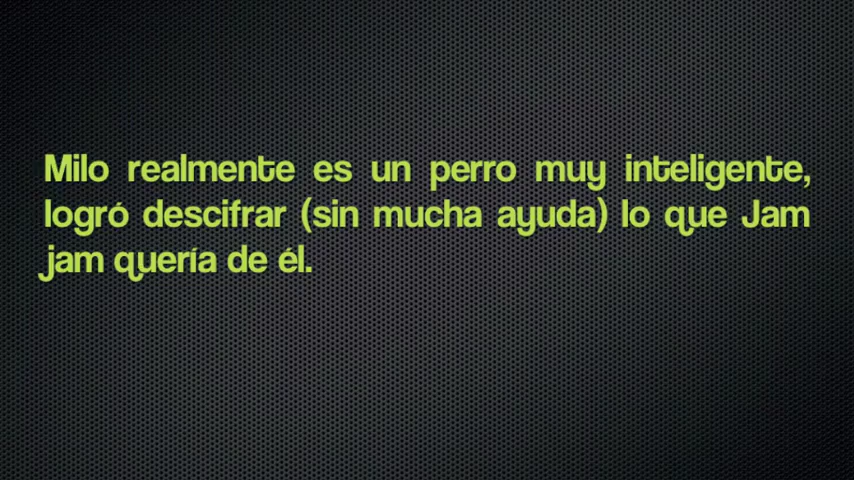 Milo realmente es un perro muy inteligente,
logró descifrar (sin mucha ayuda) lo que Jam
jam quería de él.